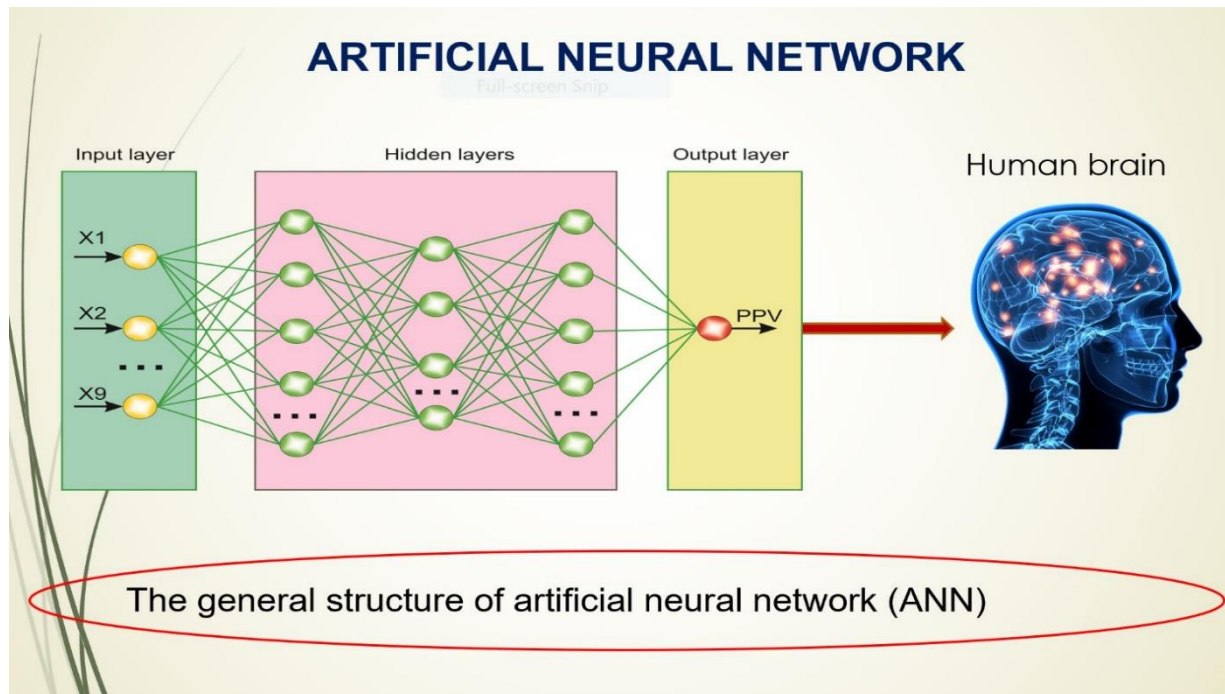 ARTIFICIAL NEURAL NETWORK
Full-screen Snip
Input layer
Hidden layers
Output layer
Human brain
X1
X2
. . .
X9
. . .
. . .
. . .
PPV
The general structure of artificial neural network (ANN)